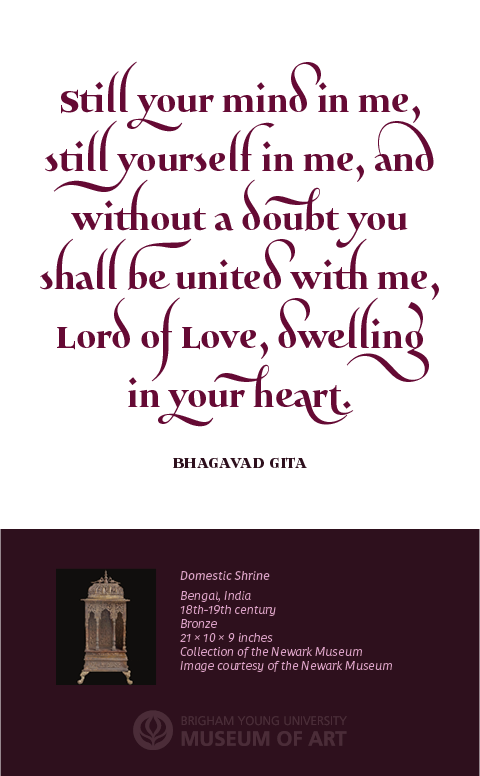 Still your mind in me,
still yourself in me, and
without a doubt you
shall be united with me,
Lord of Love, dwelling
in your heart.
BHAGAVAD GITA
Domestic Shrine
Bengal, India
18th-19th century
Bronze
21 × 10 × 9 inches
Collection of the Newark Museum
Image courtesy of the Newark Museum
BRIGHAM YOUNG UNIVERSITY
MUSEUM OF ART